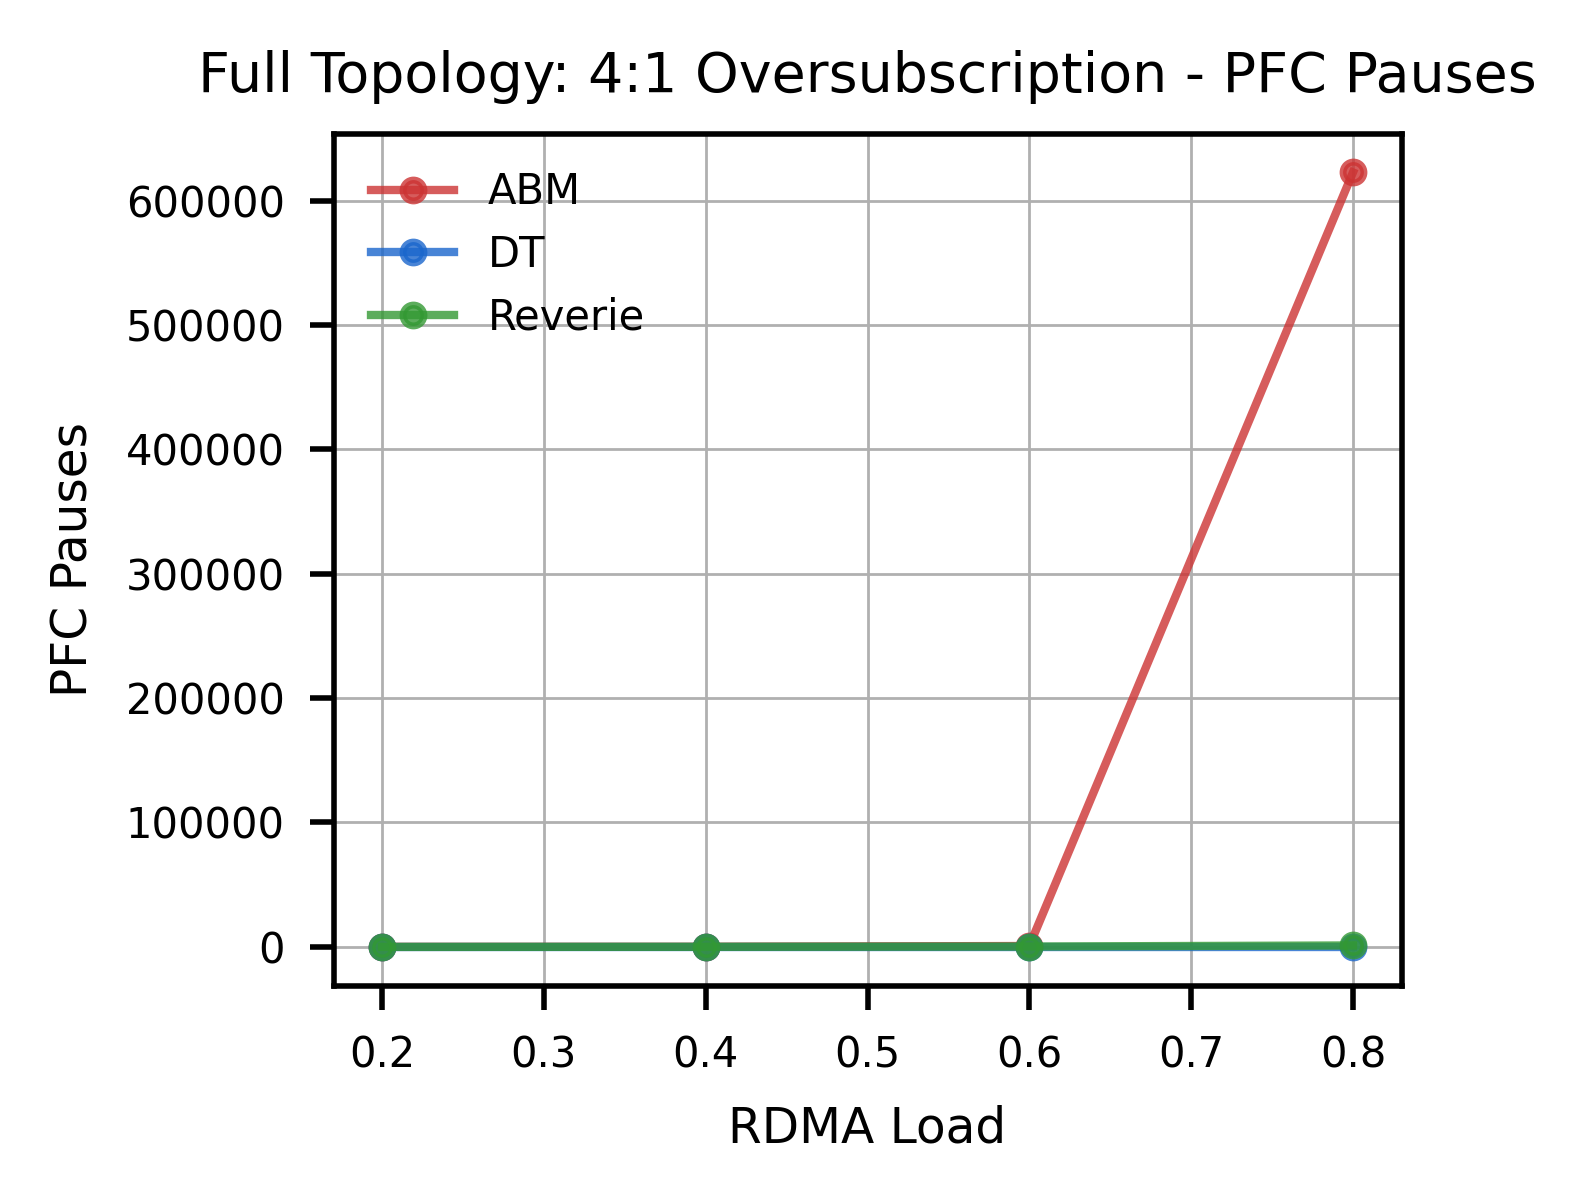 Full Topology: 4:1 Oversubscription - PFC Pauses
ABM
DT
Reverie
PFC Pauses
600000
500000
400000
300000
200000
100000
0
0.2 0.3 0.4 0.5 0.6 0.7 0.8
RDMA Load